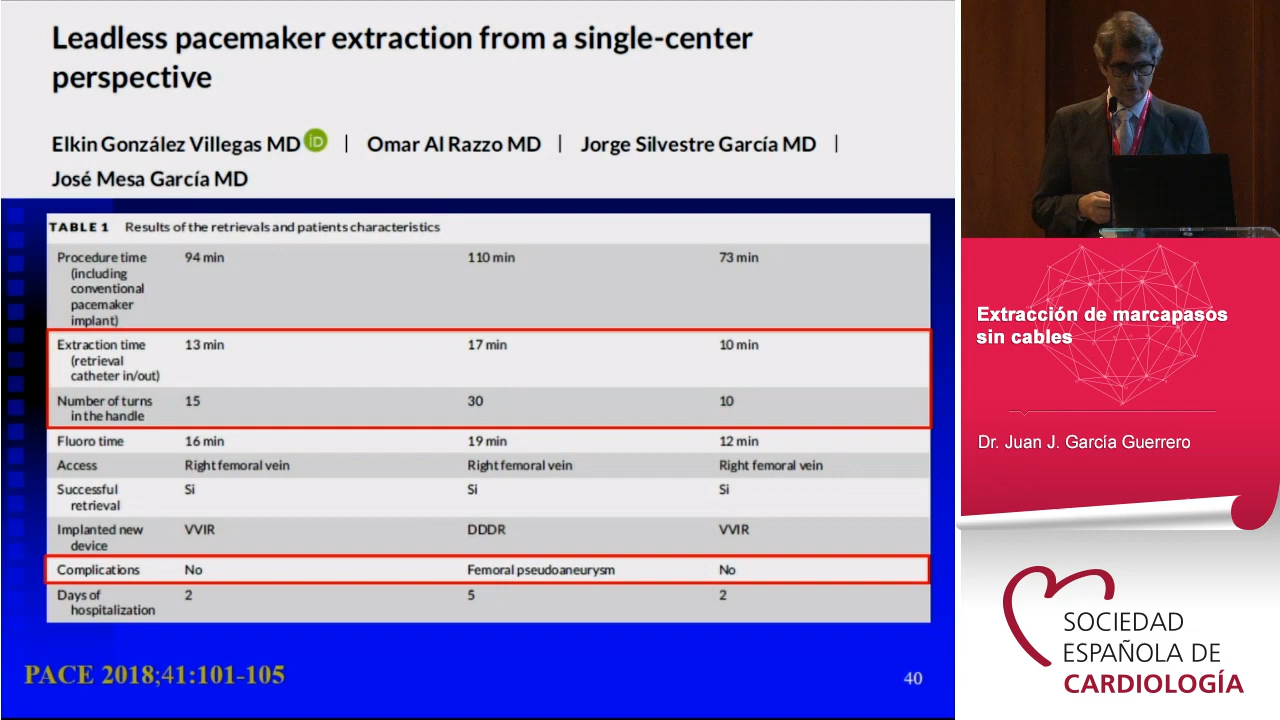 Leadless pacemaker extraction from a single-center
perspective
Elkin González Villegas MD iD | Omar Al Razzo MD | Jorge Silvestre García MD |
José Mesa García MD
TABLE 1 Results of the retrievals and patients characteristics
Procedure time (including conventional pacemaker implant) 94 min 110 min 73 min
Extraction time (retrieval catheter in/out) 13 min 17 min 10 min
Number of turns in the handle 15 30 10
Fluoro time 16 min 19 min 12 min
Access Right femoral vein Right femoral vein Right femoral vein
Successful retrieval Si Si Si
Implanted new device VVIR DDDR VVIR
Complications No Femoral pseudoaneurysm No
Days of hospitalization 2 5 2
PACE 2018;41:101-105
40
Extracción de marcapasos
sin cables
Dr. Juan J. García Guerrero
SOCIEDAD
ESPAÑOLA DE
CARDIOLOGÍA